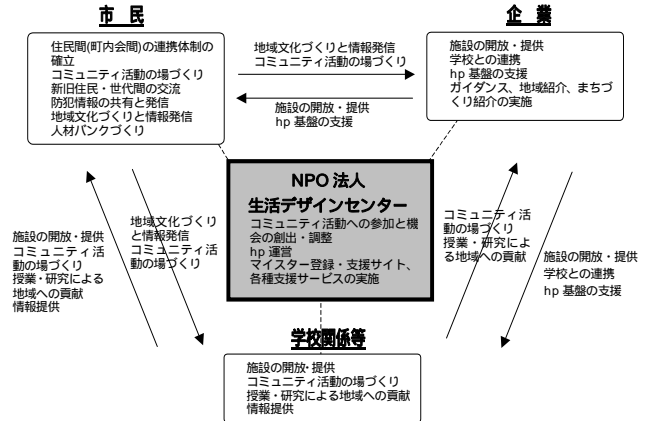 市　民
住民間(町内会間)の連携体制の
確立
コミュニティ活動の場づくり
新旧住民・世代間の交流
防犯情報の共有と発信
地域文化づくりと情報発信
人材バンクづくり
地域文化づくりと情報発信
コミュニティ活動の場づくり
施設の開放・提供
hp 基盤の支援
企　業
施設の開放・提供
学校との連携
hp 基盤の支援
ガイダンス、地域紹介、まちづ
くり紹介の実施
NPO 法人
生活デザインセンター
コミュニティ活動への参加と機
会の創出・調整
hp 運営
マイスター登録・支援サイト、
各種支援サービスの実施
施設の開放・提供
コミュニティ活
動の場づくり
授業・研究による
地域への貢献
情報提供
地域文化づくり
と情報発信
コミュニティ活
動の場づくり
コミュニティ活
動の場づくり
授業・研究によ
る地域への貢献
施設の開放・提供
学校との連携
hp 基盤の支援
学校関係等
施設の開放・提供
コミュニティ活動の場づくり
授業・研究による地域への貢献
情報提供